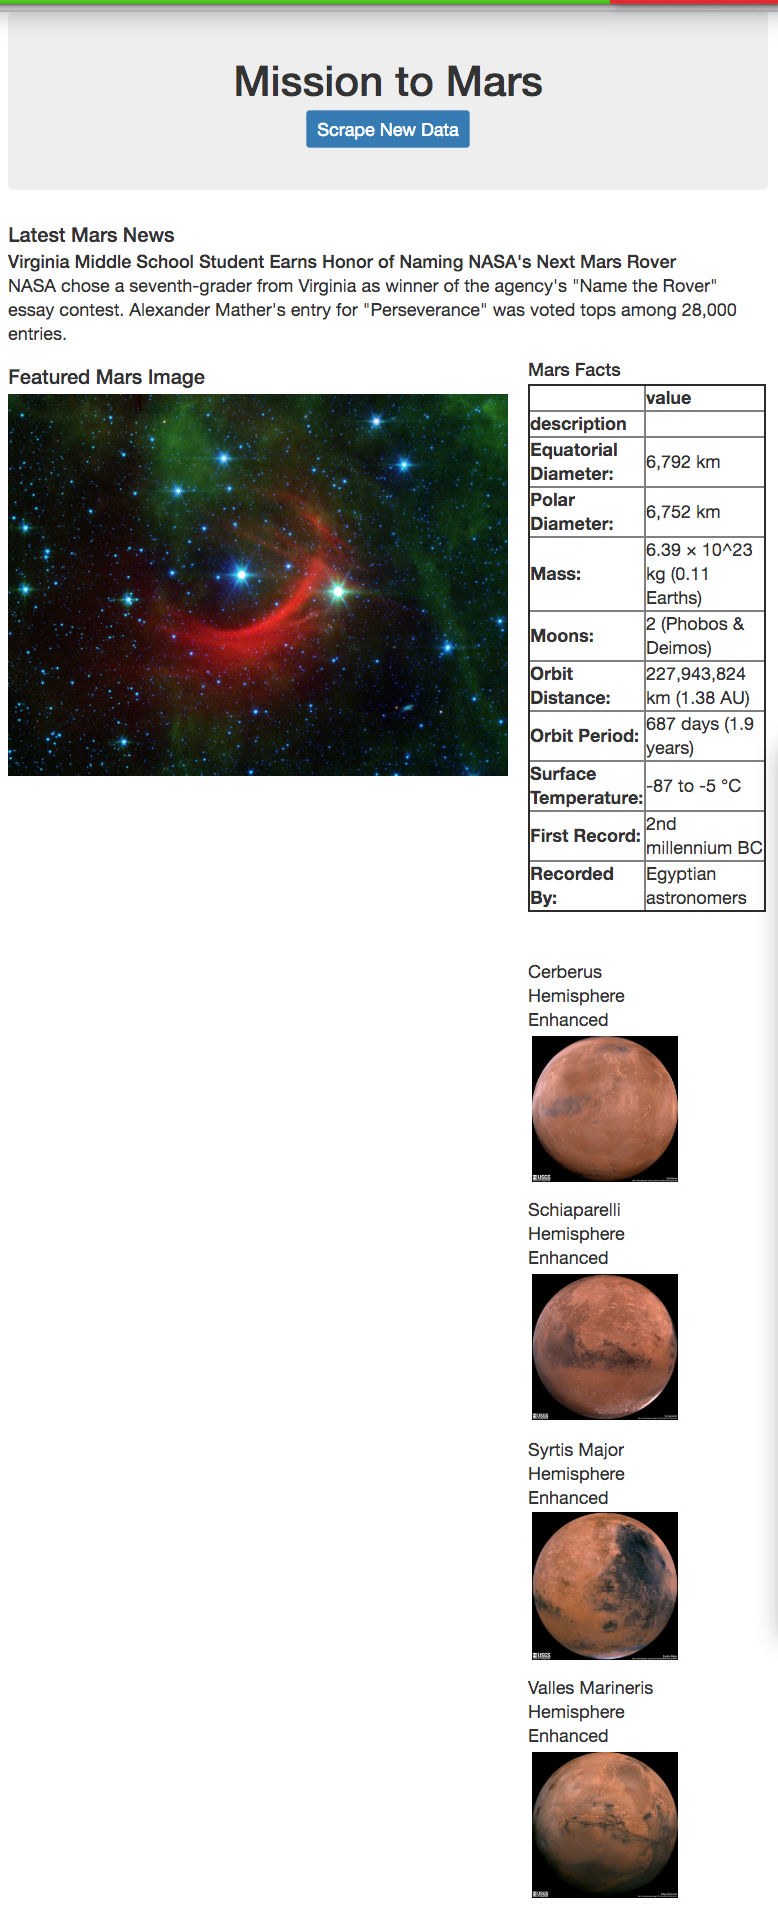 Mission to Mars
Scrape New Data
Latest Mars News
Virginia Middle School Student Earns Honor of Naming NASA's Next Mars Rover
NASA chose a seventh-grader from Virginia as winner of the agency's "Name the Rover"
essay contest. Alexander Mather's entry for "Perseverance" was voted tops among 28,000
entries.
Featured Mars Image
Mars Facts
value
description
Equatorial
Diameter:
6,792 km
Polar
Diameter:
6,752 km
Mass:
6.39 × 10^23
kg (0.11
Earths)
Moons:
2 (Phobos &
Deimos)
Orbit
Distance:
227,943,824
km (1.38 AU)
Orbit Period:
687 days (1.9
years)
Surface
Temperature:
-87 to -5 °C
First Record:
2nd
millennium BC
Recorded
By:
Egyptian
astronomers
Cerberus
Hemisphere
Enhanced
USGS
Schiaparelli
Hemisphere
Enhanced
USGS
Syrtis Major
Hemisphere
Enhanced
USGS
Valles Marineris
Hemisphere
Enhanced
USGS